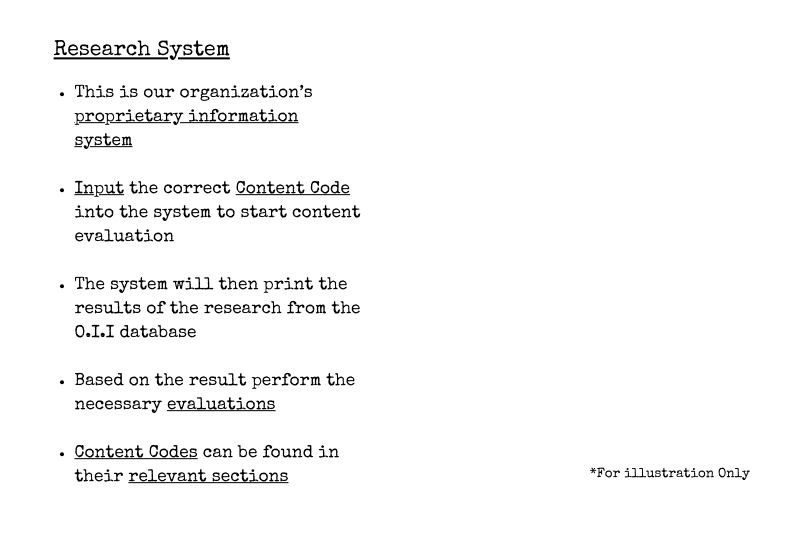 Research System
• This is our organization's
proprietary information
system
• Input the correct Content Code
into the system to start content
evaluation
• The system will then print the
results of the research from the
O.I.I database
• Based on the result perform the
necessary evaluations
• Content Codes can be found in
their relevant sections
*For illustration Only